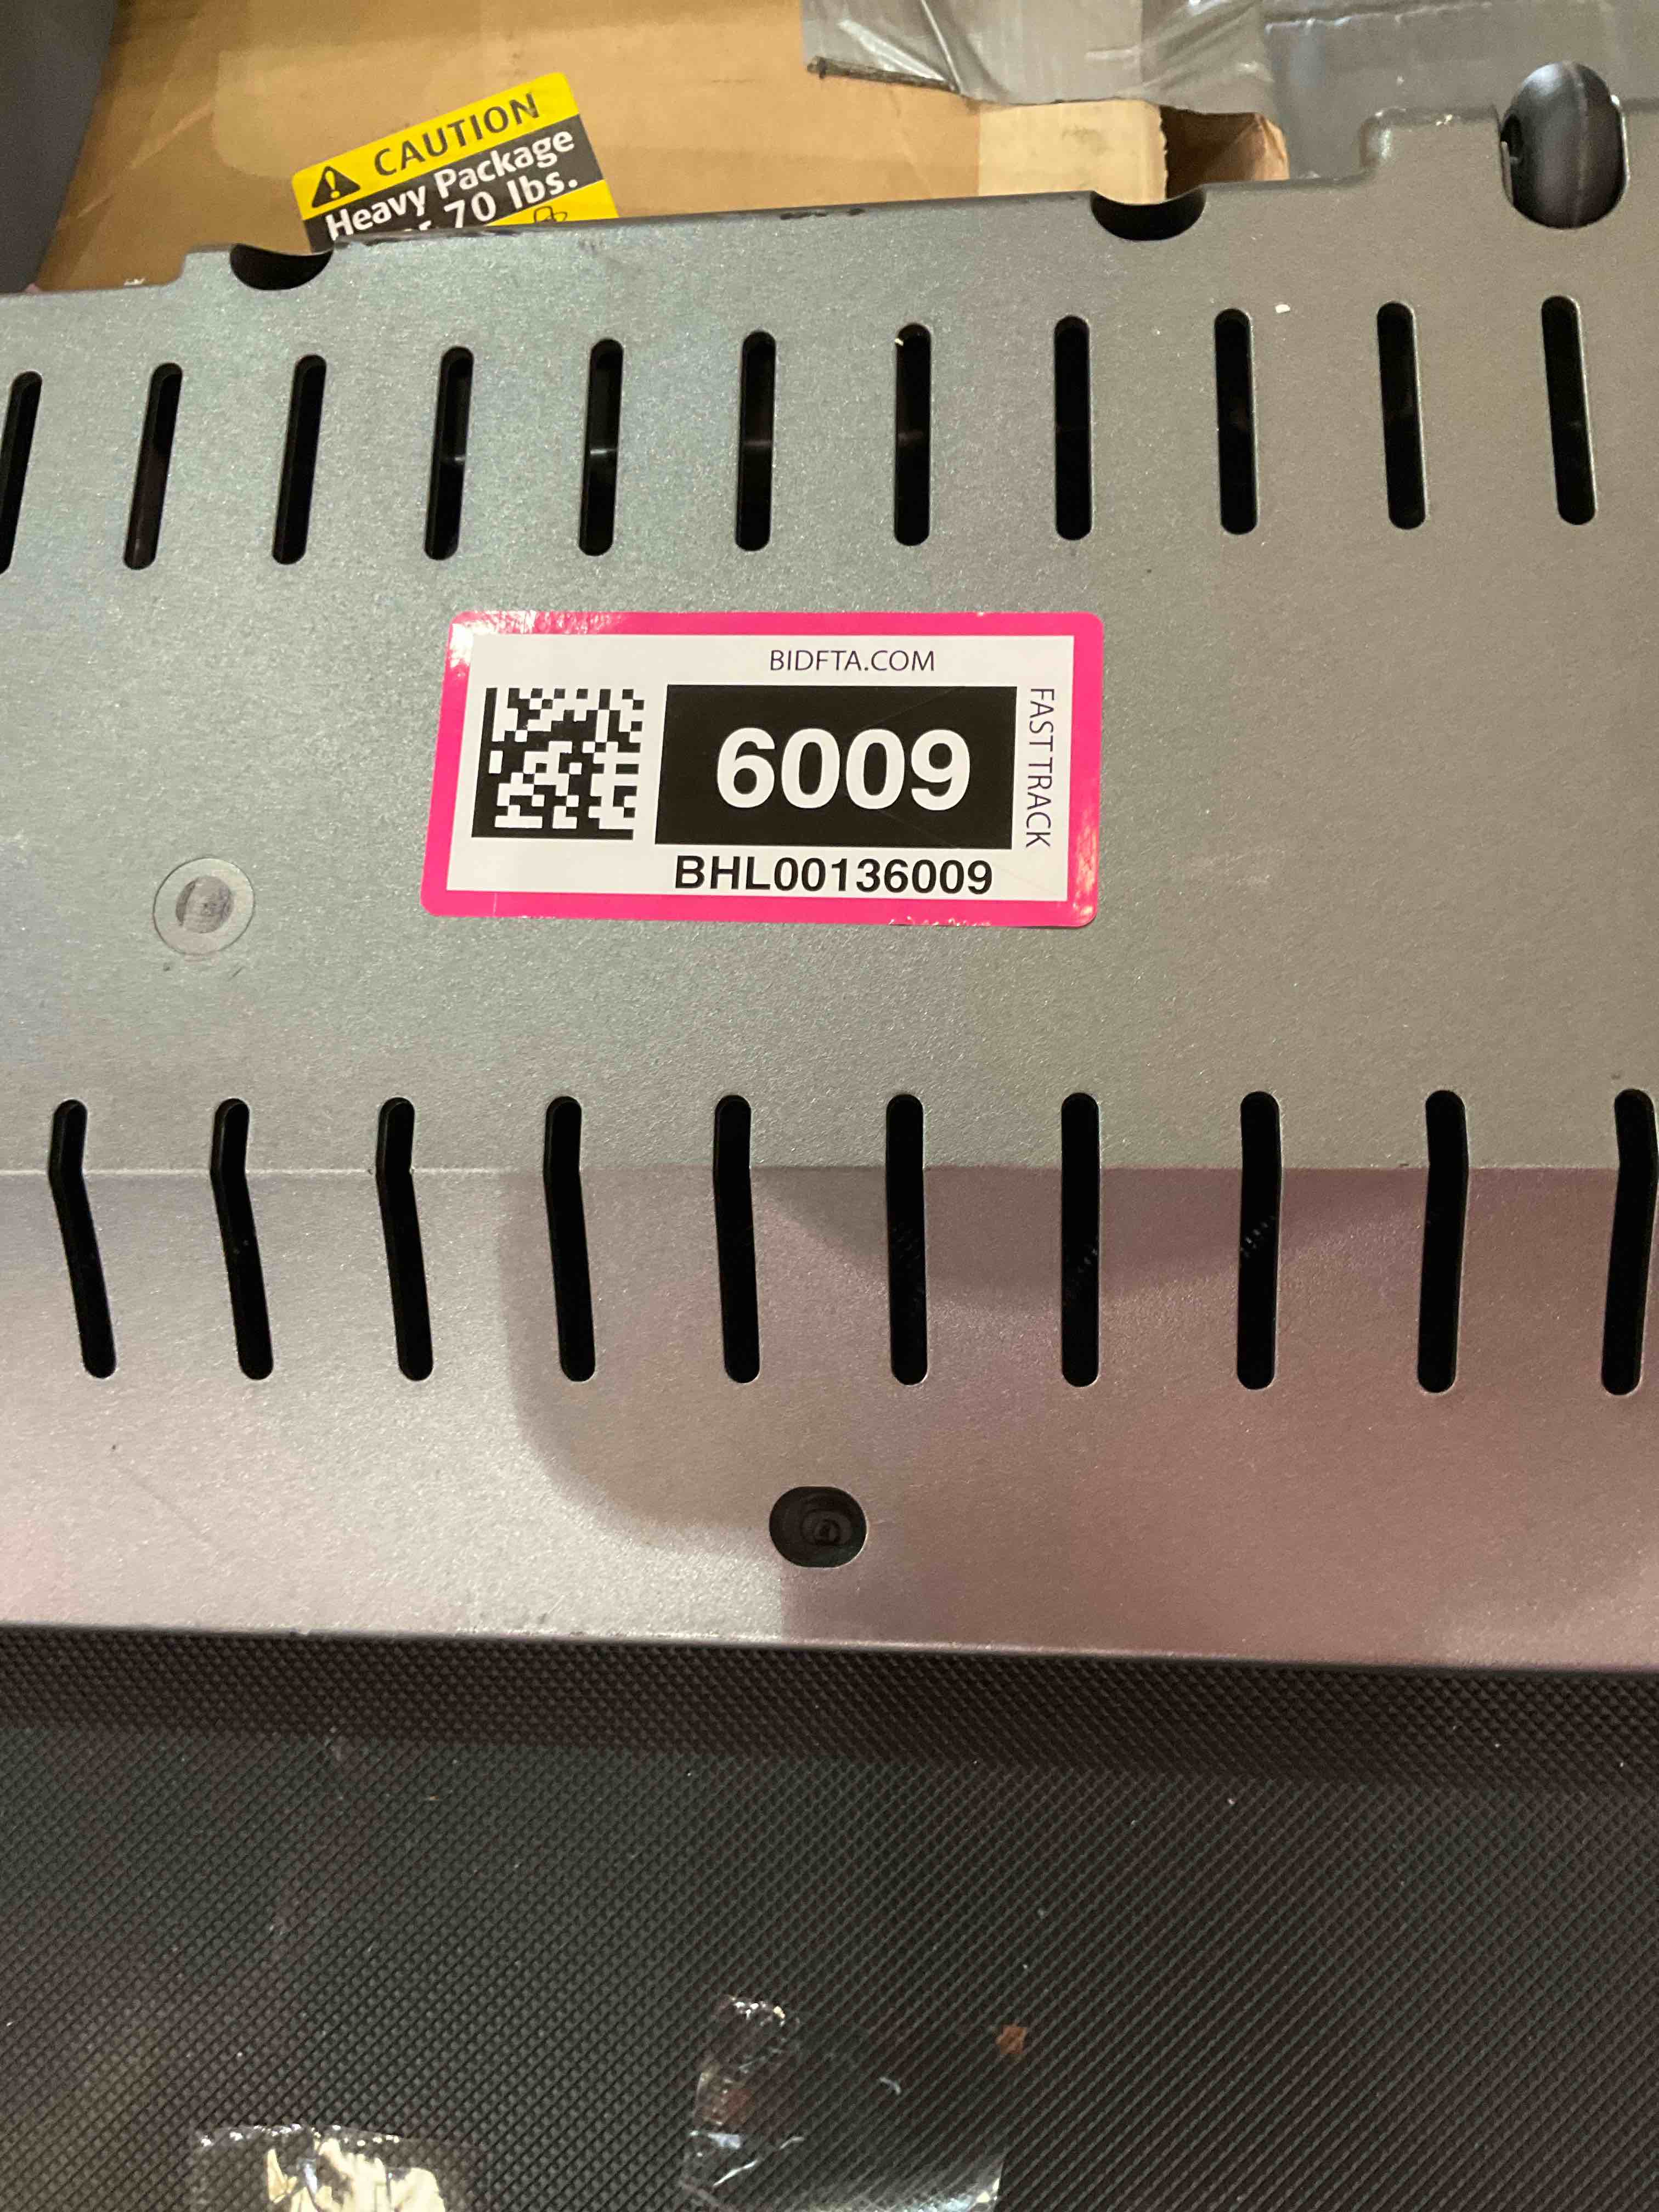 CAUTION
Heavy Package
70 lbs.
BIDFTA.COM
6009
FAST TRACK
BHL00136009